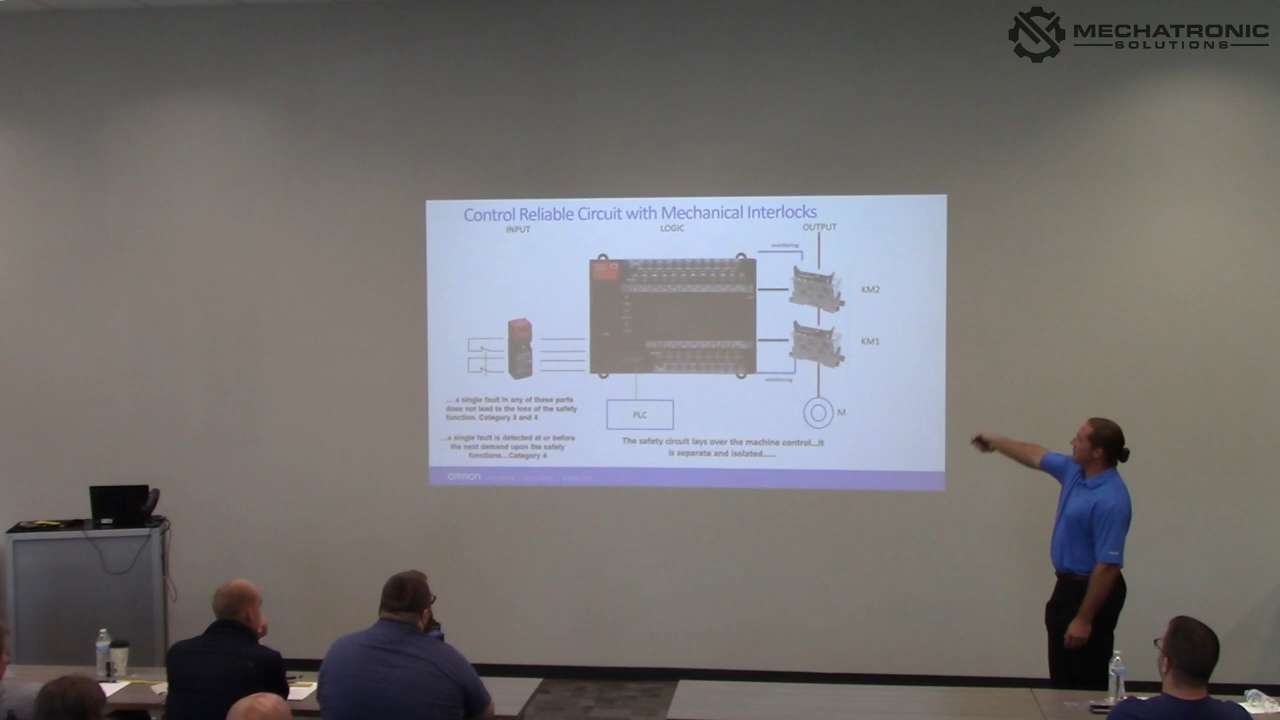 MECHATRONIC
SOLUTIONS
Control Reliable Circuit with Mechanical Interlocks
INPUT
LOGIC
OUTPUT
monitoring
KM2
KM1
monitoring
M
PLC
... a single fault in any of these parts
does not lead to the loss of the safety
function. Category 3 and 4
...a single fault is detected at or before
the next demand upon the safety
functions...Category 4
The safety circuit lays over the machine control...it
is separate and isolated.....
OMRON